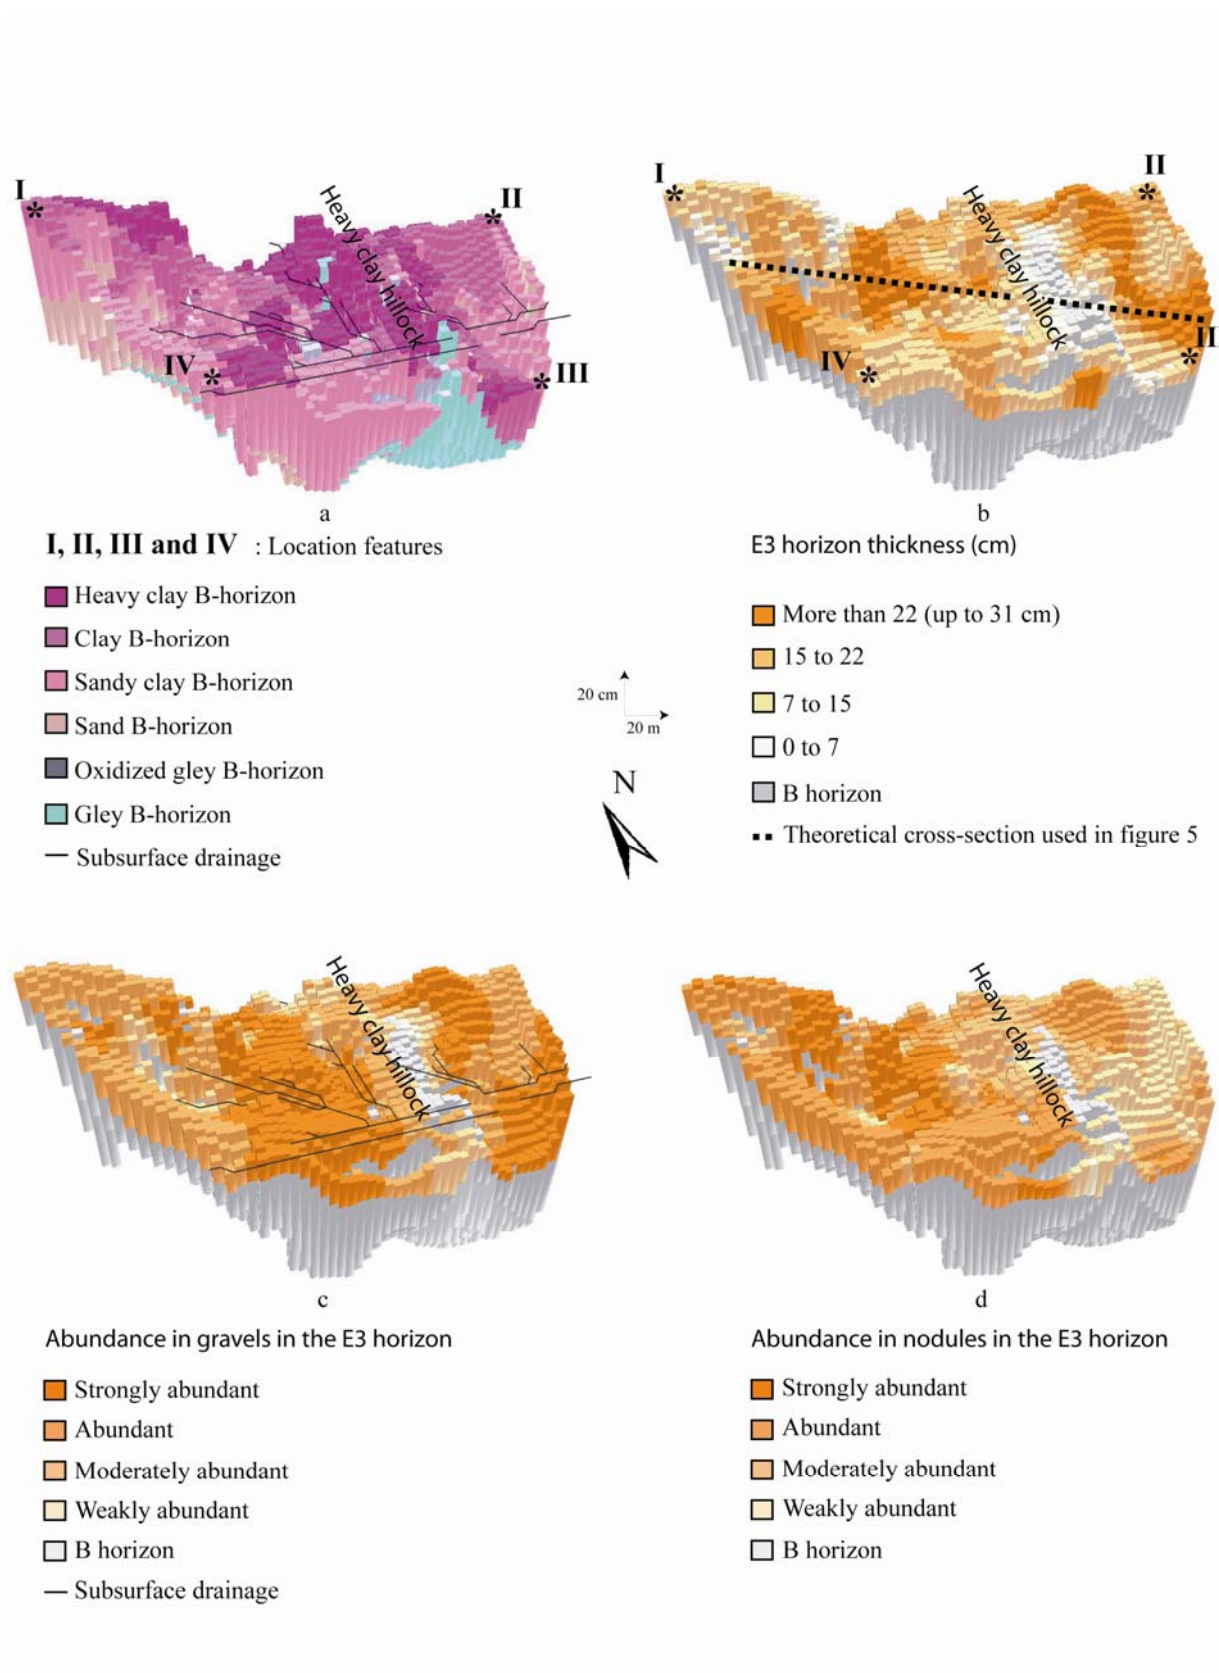 I
II
Heavy clay hillock
IV
III
a
I
II
Heavy clay hillock
IV
II
b
I, II, III and IV : Location features
Heavy clay B-horizon
Clay B-horizon
Sandy clay B-horizon
Sand B-horizon
Oxidized gley B-horizon
Gley B-horizon
Subsurface drainage
20 cm
20 m
N
E3 horizon thickness (cm)
More than 22 (up to 31 cm)
15 to 22
7 to 15
0 to 7
B horizon
Theoretical cross-section used in figure 5
Heavy clay hillock
c
Heavy clay hillock
d
Abundance in gravels in the E3 horizon
Strongly abundant
Abundant
Moderately abundant
Weakly abundant
B horizon
Subsurface drainage
Abundance in nodules in the E3 horizon
Strongly abundant
Abundant
Moderately abundant
Weakly abundant
B horizon